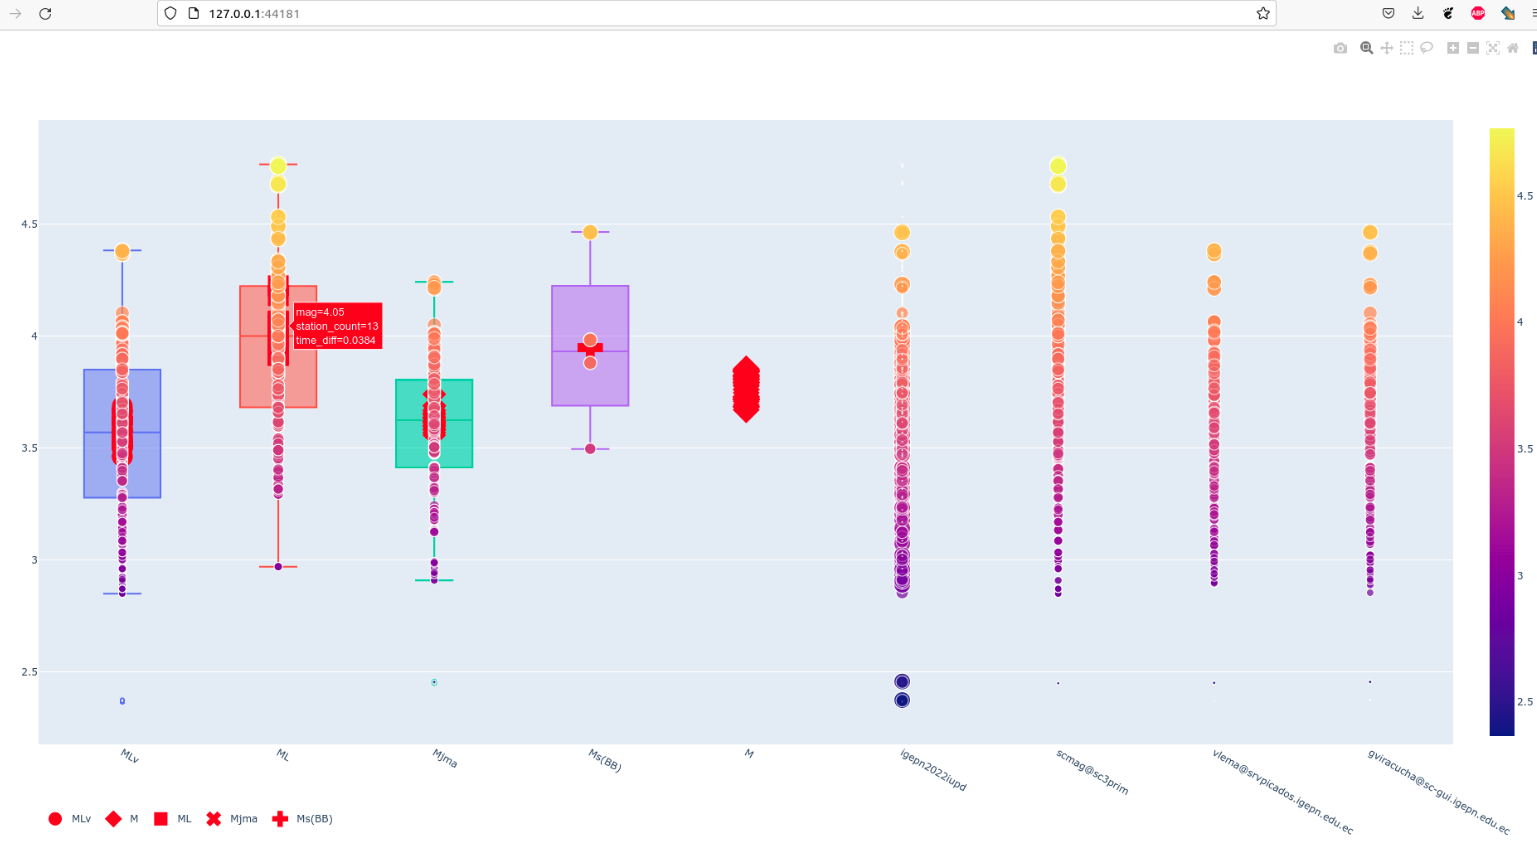 127.0.0.1:44181
ABP
4.5
4
3.5
3
2.5
mag=4.05
station_count=13
time_diff=0.0384
4.5
4
3.5
3
2.5
MLv
ML
Mjma
Ms(BB)
M
igepn2022iupd
scmag@sc3prim
vlema@srvpicados.igepn.edu.ec
gviracucha@sc-gui.igepn.edu.ec
MLv
M
ML
Mjma
Ms(BB)